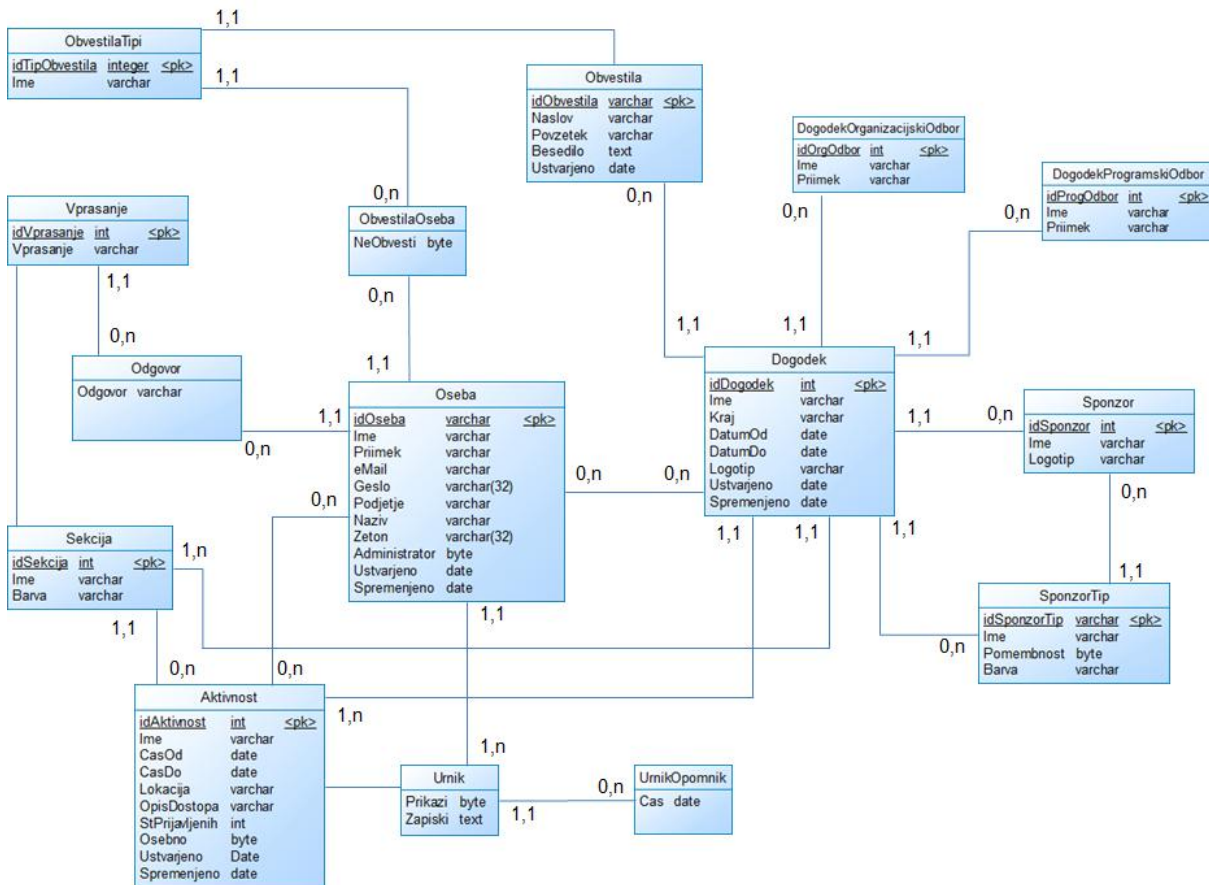 1,1
ObvestilaTipi
idTipObvestila integer <pk>
Ime varchar
1,1
Obvestila
idObvestila varchar <pk>
Naslov varchar
Povzetek varchar
Besedilo text
Ustvarjeno date
0,n
DogodekOrganizacijskiOdbor
idOrgOdbor int <pk>
Ime varchar
Priimek varchar
0,n
DogodekProgramskiOdbor
idProgOdbor int <pk>
Ime varchar
Priimek varchar
0,n
0,n
ObvestilaOseba
NeObvesti byte
0,n
Vprasanje
idVprasanje int <pk>
Vprasanje varchar
1,1
0,n
Odgovor
Odgovor varchar
1,1
0,n
1,1
Oseba
idOseba varchar <pk>
Ime varchar
Priimek varchar
eMail varchar
Geslo varchar(32)
Podjetje varchar
Naziv varchar
Zeton varchar(32)
Administrator byte
Ustvarjeno date
Spremenjeno date
0,n
0,n
0,n
1,1
1,1
1,1
1,1
Dogodek
idDogodek int <pk>
Ime varchar
Kraj varchar
DatumOd date
DatumDo date
Logotip varchar
Ustvarjeno date
Spremenjeno date
1,1
0,n
Sponzor
idSponzor int <pk>
Ime varchar
Logotip varchar
0,n
1,1
1,1
1,1
1,1
SponzorTip
idSponzorTip varchar <pk>
Ime varchar
Pomembnost byte
Barva varchar
0,n
Sekcija
idSekcija int <pk>
Ime varchar
Barva varchar
1,n
1,1
0,n
0,n
1,1
Aktivnost
idAktivnost int <pk>
Ime varchar
CasOd date
CasDo date
Lokacija varchar
OpisDostopa varchar
StPrijavljenih int
Osebno byte
Ustvarjeno Date
Spremenjeno date
1,n
1,n
Urnik
Prikazi byte
Zapiski text
1,1
0,n
UrnikOpomnik
Cas date